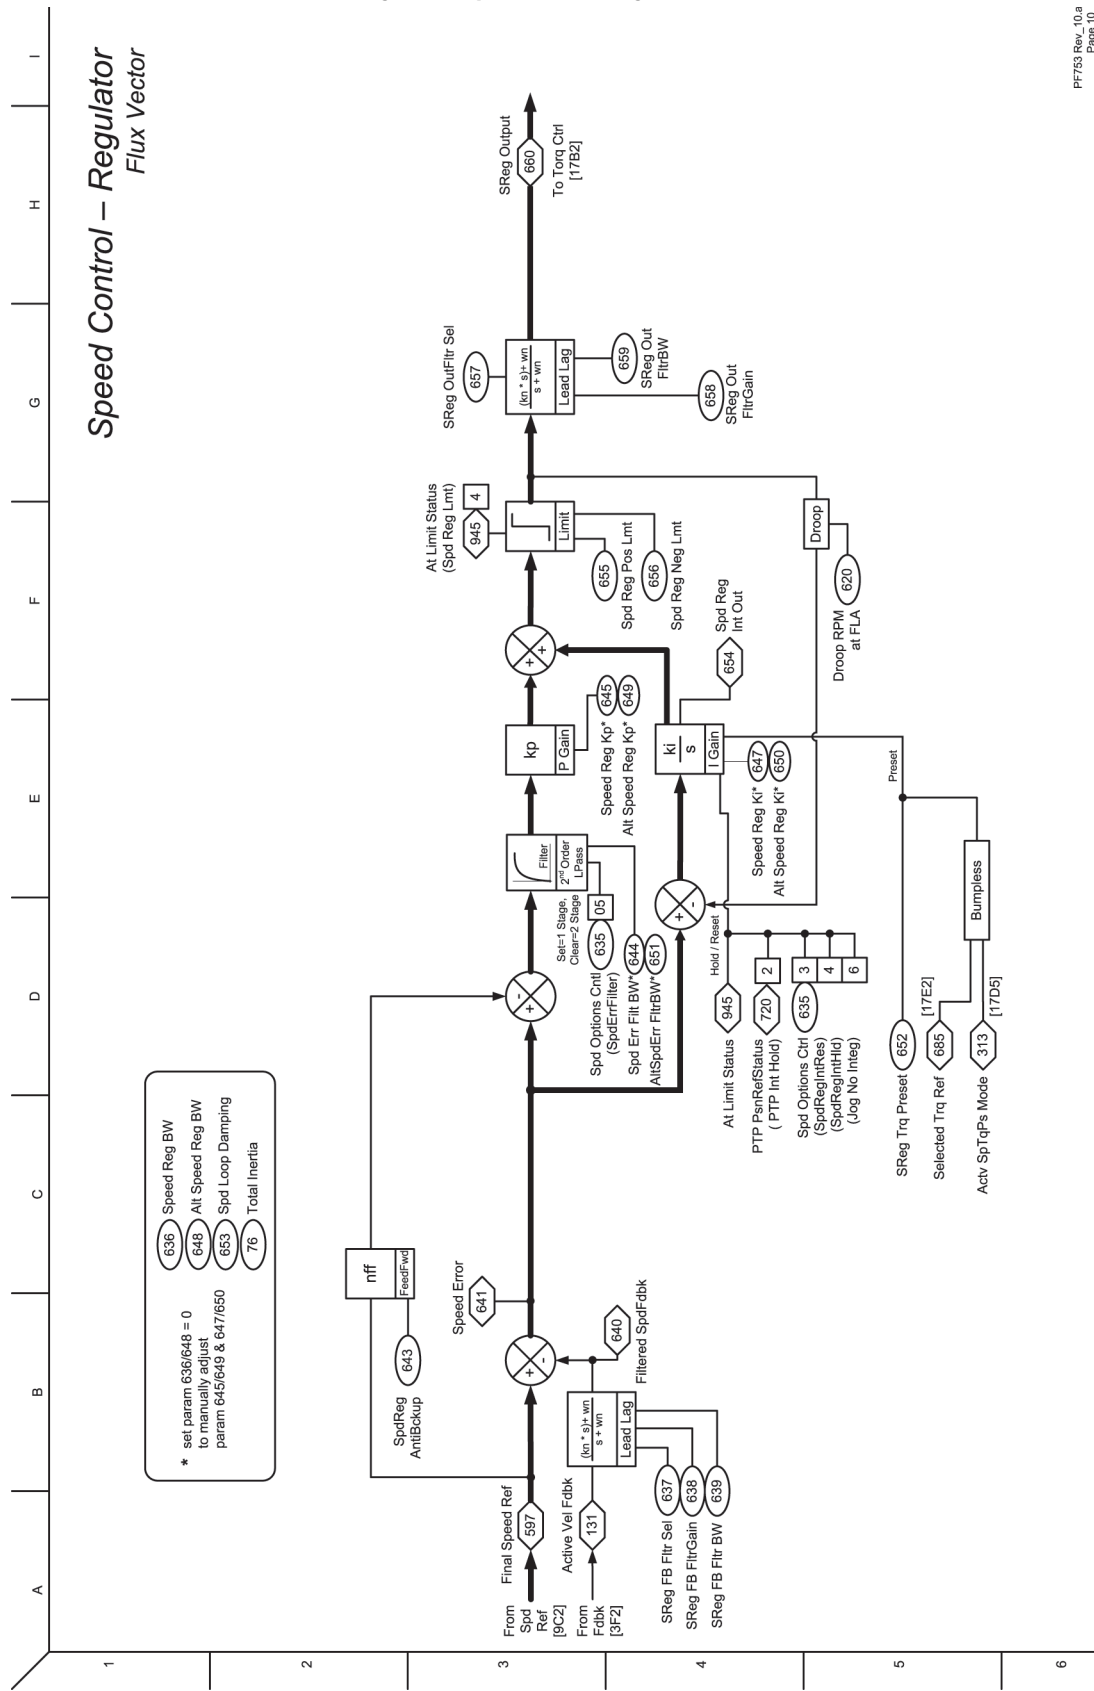 Speed Control – Regulator
Flux Vector
A
B
C
D
E
F
G
H
I
1
2
3
4
5
6
* set param 636/648 = 0
to manually adjust
param 645/649 & 647/650
636 Speed Reg BW
648 Alt Speed Reg BW
653 Spd Loop Damping
76 Total Inertia
From
Spd
Ref
[9C2]
Final Speed Ref
597
From
Fdbk
[3F2]
Active Vel Fdbk
131
(kn * s)+ wn
s + wn
Lead Lag
SReg FB Fltr Sel
637
SReg FB FltrGain
638
SReg FB Fltr BW
639
640
Filtered SpdFdbk
+
-
Speed Error
641
SpdReg
AntiBckup
643
nff
FeedFwd
+
-
Filter
2nd Order
LPass
Set=1 Stage,
Clear=2 Stage
635
05
Spd Options Cntl
(SpdErrFilter)
Spd Err Filt BW*
644
AltSpdErr FltrBW*
651
kp
P Gain
Speed Reg Kp*
645
Alt Speed Reg Kp*
649
+
+
At Limit Status
(Spd Reg Lmt)
945
4
Limit
655
Spd Reg Pos Lmt
656
Spd Reg Neg Lmt
SReg OutFltr Sel
657
(kn * s)+ wn
s + wn
Lead Lag
659
SReg Out
FltrBW
658
SReg Out
FltrGain
SReg Output
660
To Torq Ctrl
[17B2]
+
-
ki
s
I Gain
654
Spd Reg
Int Out
Speed Reg Ki*
647
Alt Speed Reg Ki*
650
Droop
620
Droop RPM
at FLA
Hold / Reset
At Limit Status
945
PTP PsnRefStatus
( PTP Int Hold)
720
2
Spd Options Ctrl
(SpdRegIntRes)
(SpdRegIntHld)
(Jog No Integ)
635
3
4
6
Preset
SReg Trq Preset
652
Selected Trq Ref
685
[17E2]
Actv SpTqPs Mode
313
[17D5]
Bumpless
PF753 Rev_10.a
Page 10